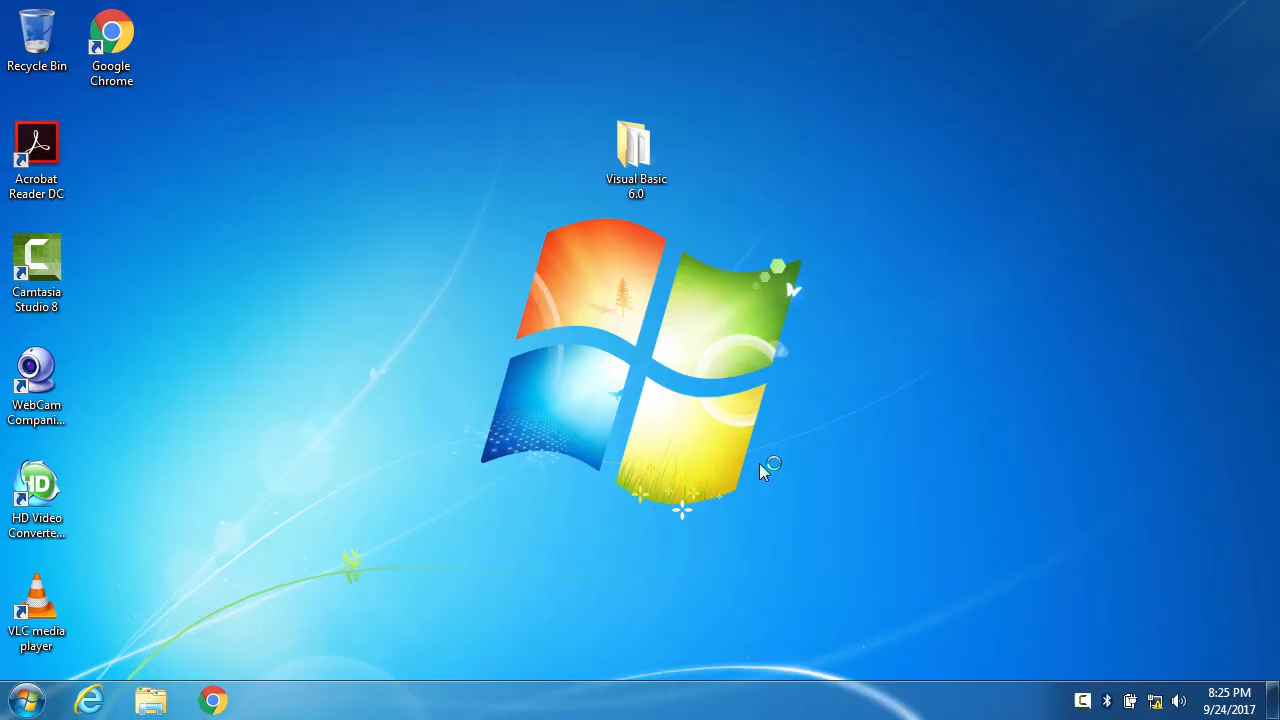 Recycle Bin
Google
Chrome
Acrobat
Reader DC
Camtasia
Studio 8
WebCam
Compani...
HD
HD Video
Converte...
VLC media
player
Visual Basic
6.0
8:25 PM
9/24/2017